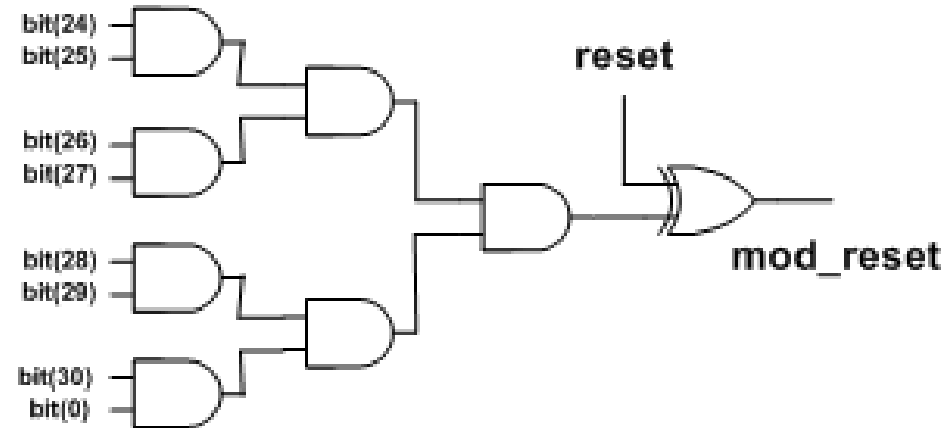 bit(24)
bit(25)
reset
bit(26)
bit(27)
mod_reset
bit(28)
bit(29)
bit(30)
bit(0)